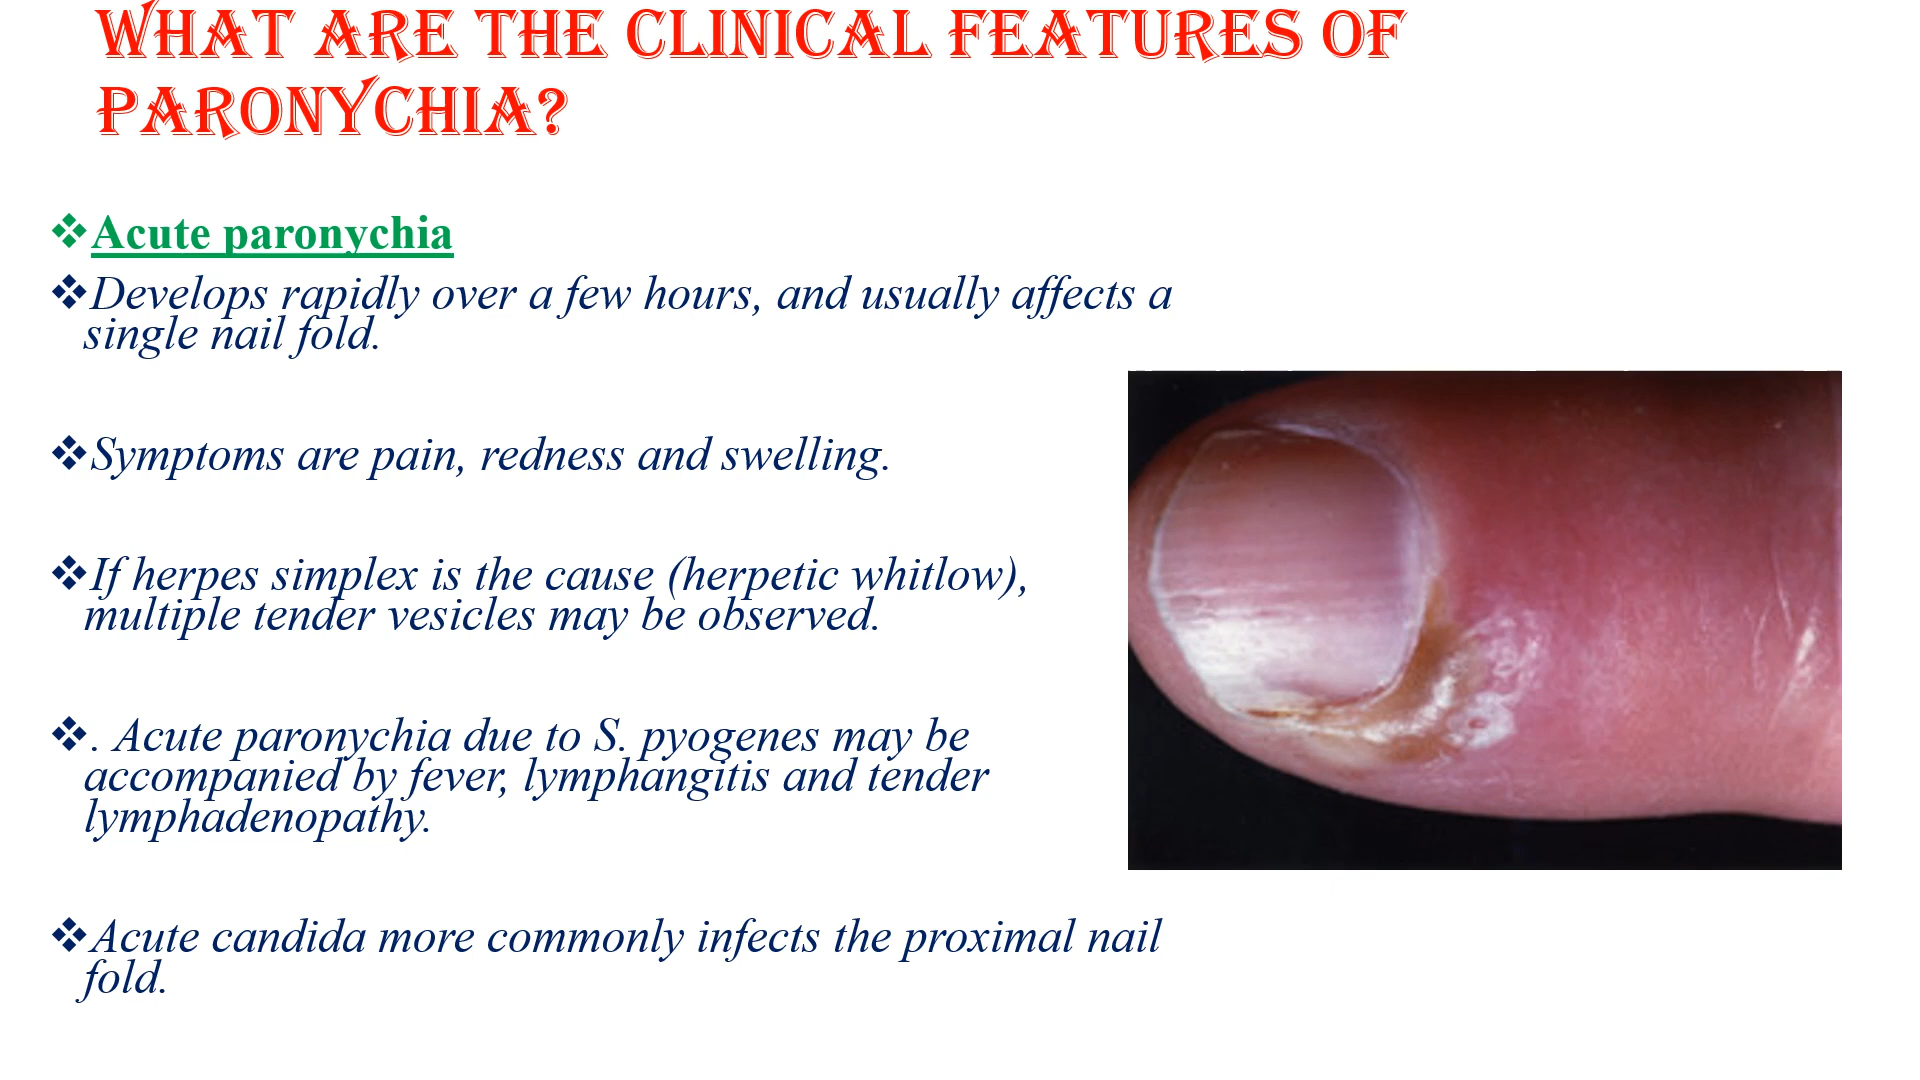 WHAT ARE THE CLINICAL FEATURES OF
PARONYCHIA?
❖Acute paronychia
❖Develops rapidly over a few hours, and usually affects a
single nail fold.
❖Symptoms are pain, redness and swelling.
❖If herpes simplex is the cause (herpetic whitlow),
multiple tender vesicles may be observed.
❖. Acute paronychia due to S. pyogenes may be
accompanied by fever, lymphangitis and tender
lymphadenopathy.
❖Acute candida more commonly infects the proximal nail
fold.